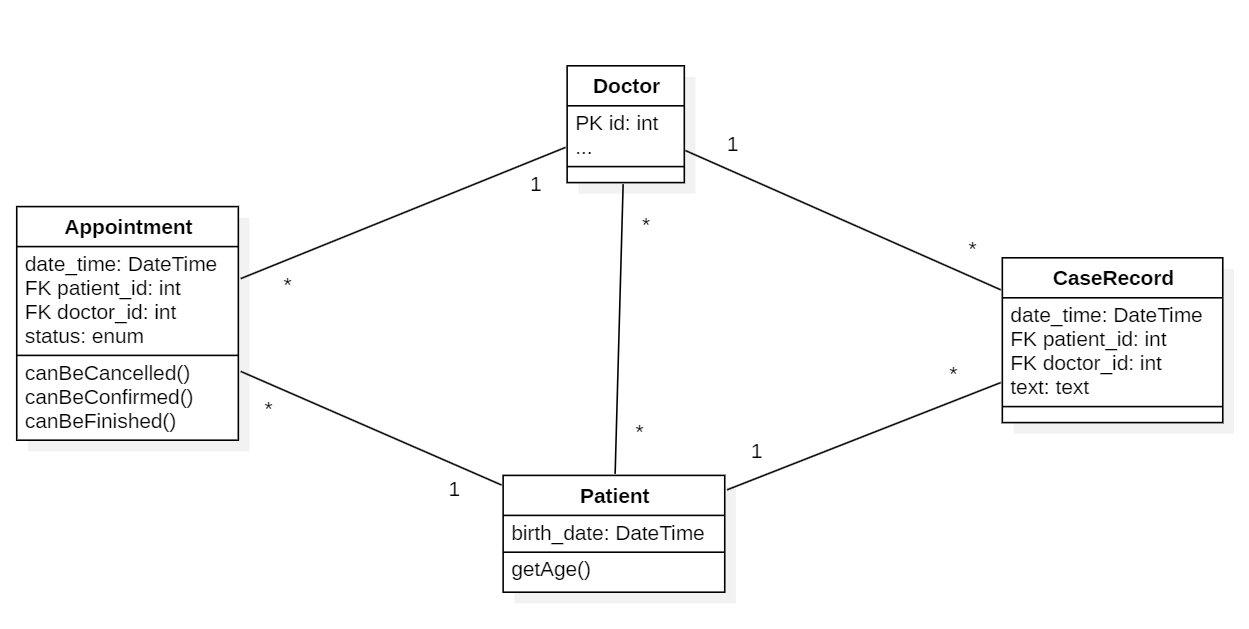 Doctor
PK id: int
...
1
1
*
Appointment
date_time: DateTime
FK patient_id: int
FK doctor_id: int
status: enum
canBeCancelled()
canBeConfirmed()
canBeFinished()
*
*
CaseRecord
date_time: DateTime
FK patient_id: int
FK doctor_id: int
text: text
*
*
*
1
1
Patient
birth_date: DateTime
getAge()